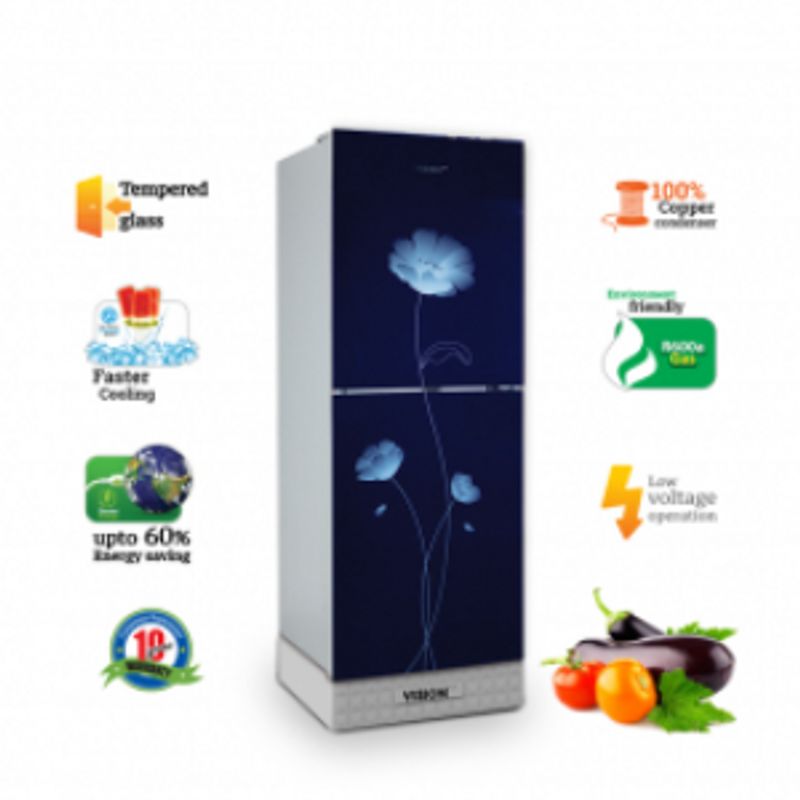 Tempered
glass
Faster
Cooling
upto 60%
Energy saving
10
100%
Copper
condenser
Environment
friendly
R600a
Gas
Low
voltage
operation
VISION